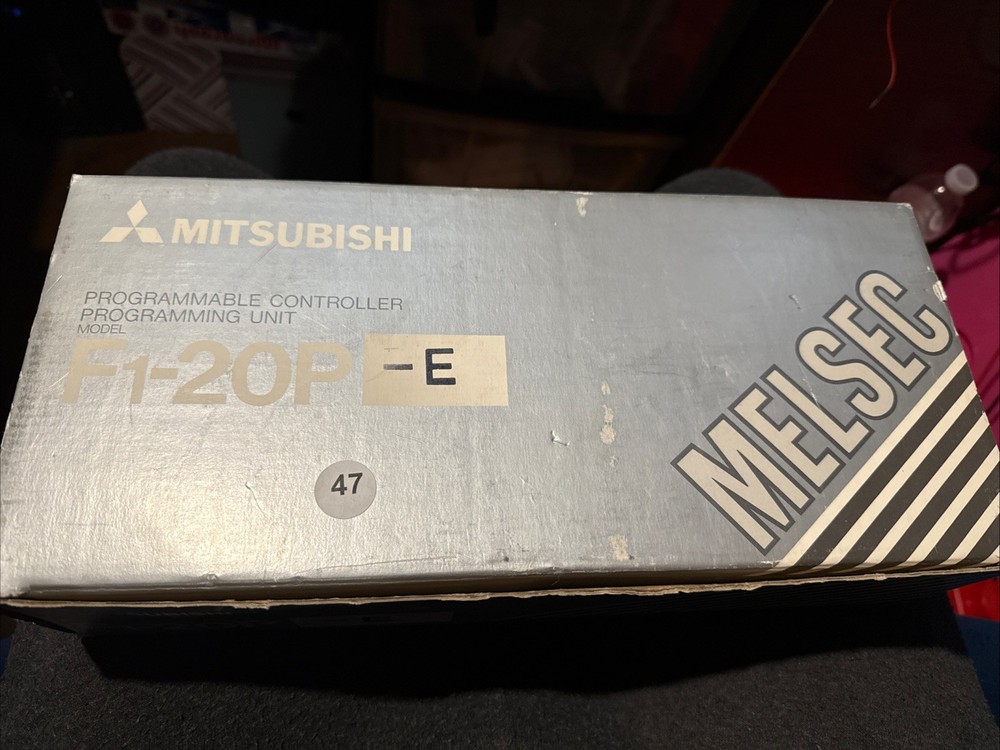 MITSUBISHI
PROGRAMMABLE CONTROLLER
PROGRAMMING UNIT
MODEL
F1-20P -E
47
MELSEC